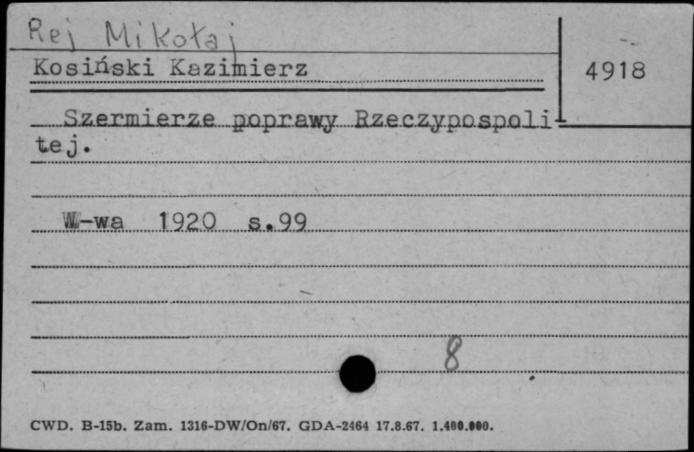 Rej Mikołaj
Kosiński Kazimierz
4918
Szermierze poprawy Rzeczypospoli-
tej.
W-wa 1920 s.99
8
CWD. B-15b. Zam. 1316-DW/On/67. GDA-2464 17.8.67. 1.400.000.